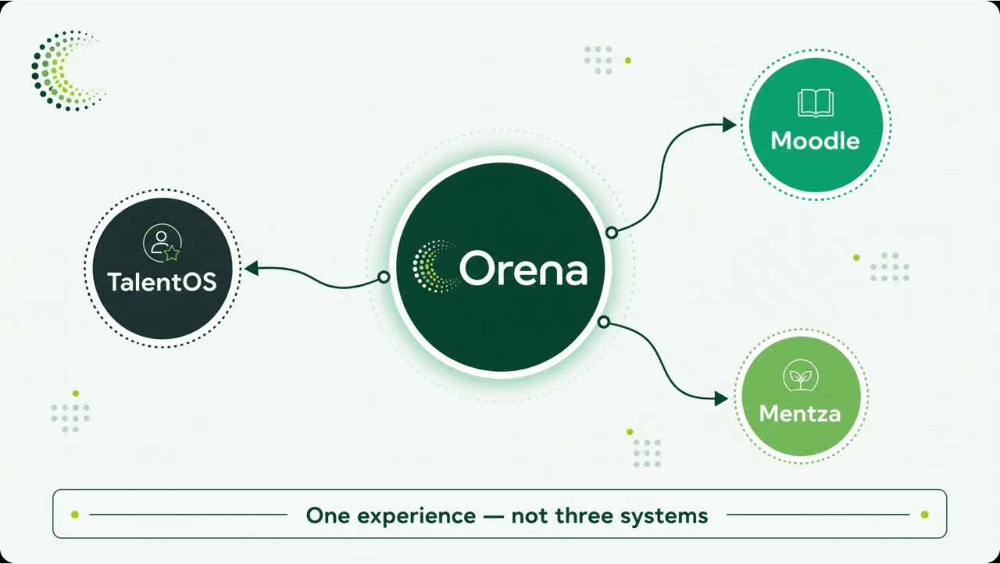 Moodle
Orena
TalentOS
Mentza
One experience — not three systems